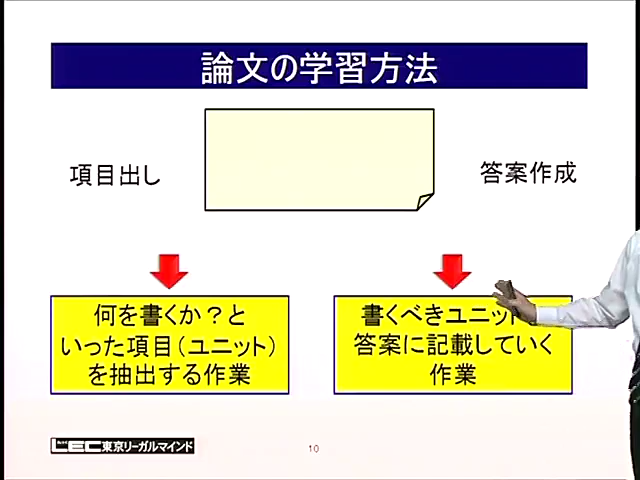 論文の学習方法
項目出し
答案作成
何を書くか？と
いった項目（ユニット）
を抽出する作業
書くべきユニット
答案に記載していく
作業
LEC東京リーガルマインド
10